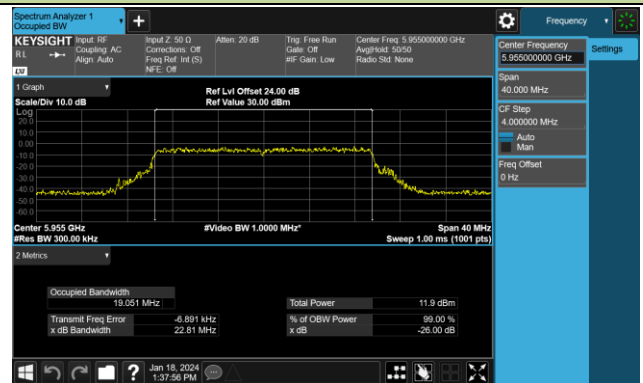 Spectrum Analyzer 1
Occupied BW
+
Frequency
KEYSIGHT
RL
Input: RF
Coupling: AC
Align: Auto
Input Z: 50 Ω
Corrections: Off
Freq Ref: Int (S)
NFE: Off
Atten: 20 dB
Trig: Free Run
Gate: Off
#IF Gain: Low
Center Freq: 5.955000000 GHz
Avg|Hold: 50/50
Radio Std: None
LXI
Center Frequency
5.955000000 GHz
Settings
Span
40.000 MHz
CF Step
4.000000 MHz
Auto
Man
Freq Offset
0 Hz
1 Graph
Scale/Div 10.0 dB
Ref Lvl Offset 24.00 dB
Ref Value 30.00 dBm
Log
20.0
10.0
0.00
-10.0
-20.0
-30.0
-40.0
-50.0
-60.0
Center 5.955 GHz
#Res BW 300.00 kHz
#Video BW 1.0000 MHz*
Span 40 MHz
Sweep 1.00 ms (1001 pts)
2 Metrics
Occupied Bandwidth
19.051 MHz
Total Power 11.9 dBm
Transmit Freq Error -6.891 kHz
% of OBW Power 99.00 %
x dB Bandwidth 22.81 MHz
x dB -26.00 dB
?
Jan 18, 2024
1:37:56 PM